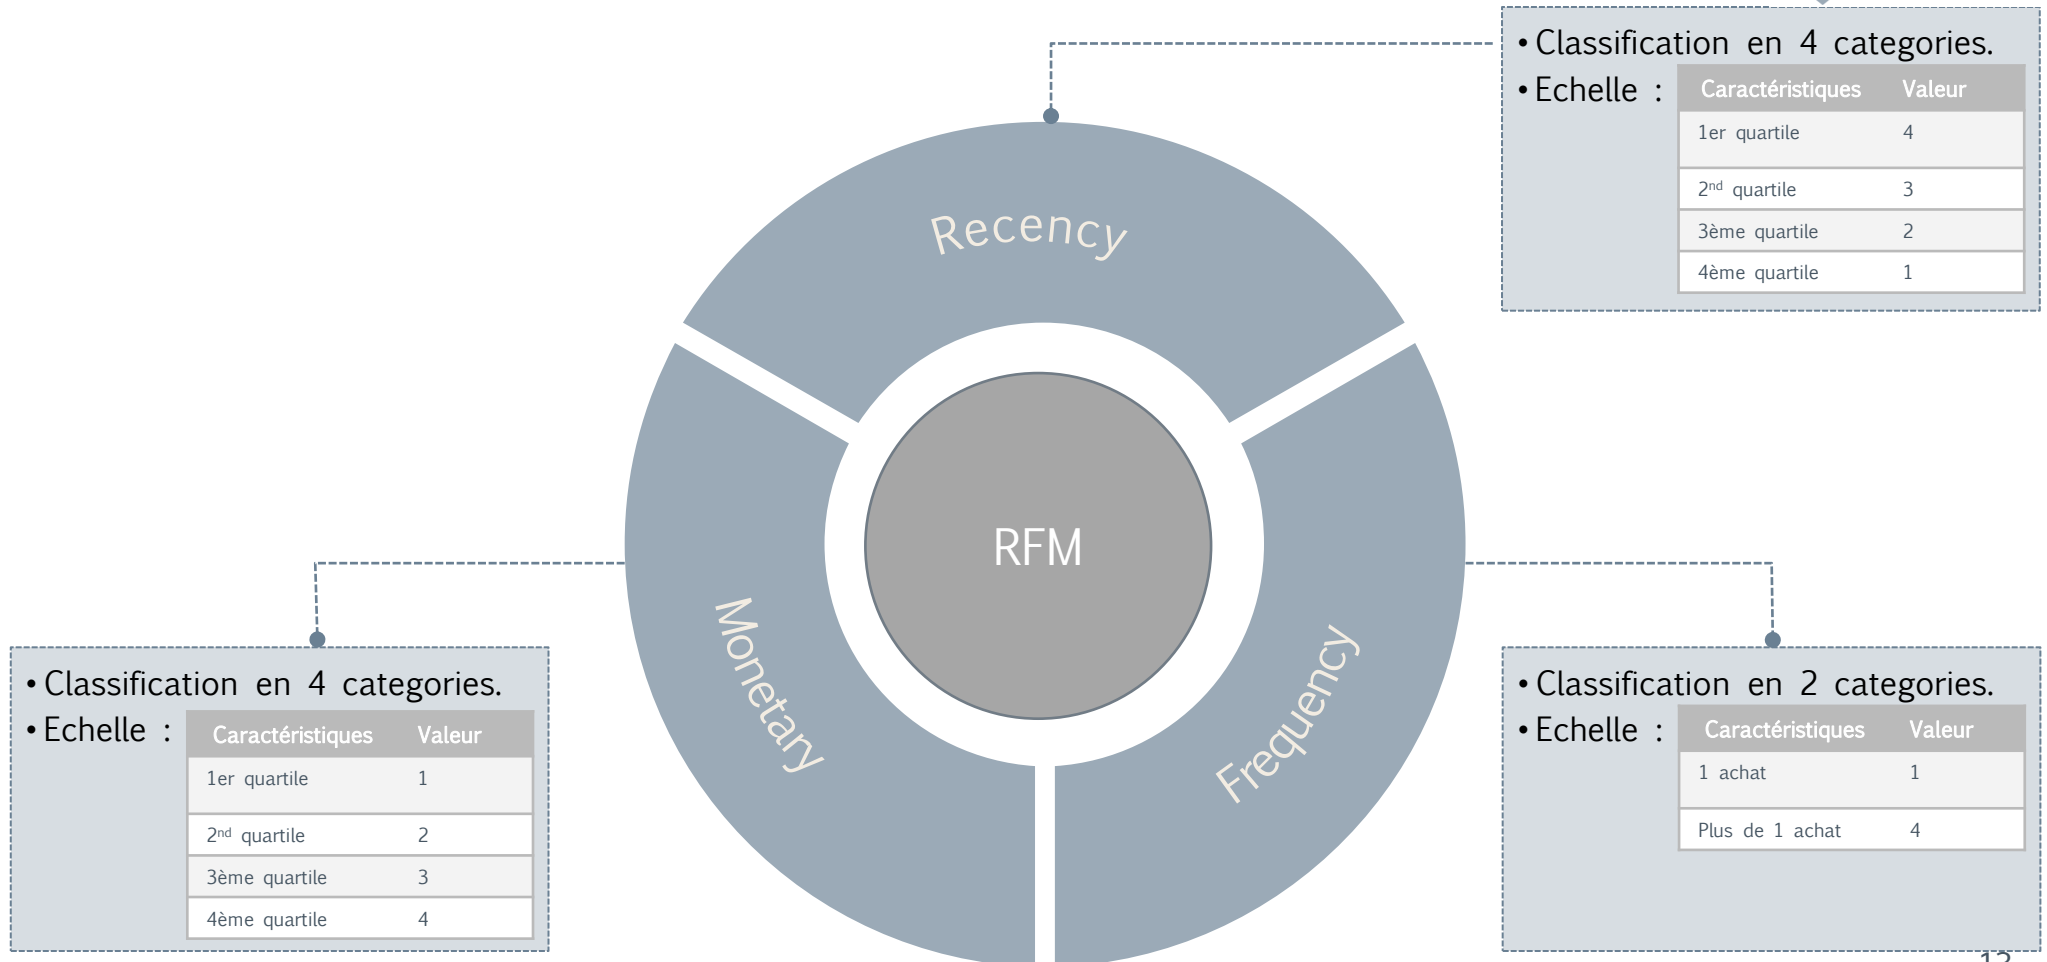 • Classification en 4 categories.
• Echelle :
Caractéristiques Valeur
1er quartile 4
2nd quartile 3
3ème quartile 2
4ème quartile 1
Recency
RFM
Monetary
Frequency
• Classification en 4 categories.
• Echelle :
Caractéristiques Valeur
1er quartile 1
2nd quartile 2
3ème quartile 3
4ème quartile 4
• Classification en 2 categories.
• Echelle :
Caractéristiques Valeur
1 achat 1
Plus de 1 achat 4